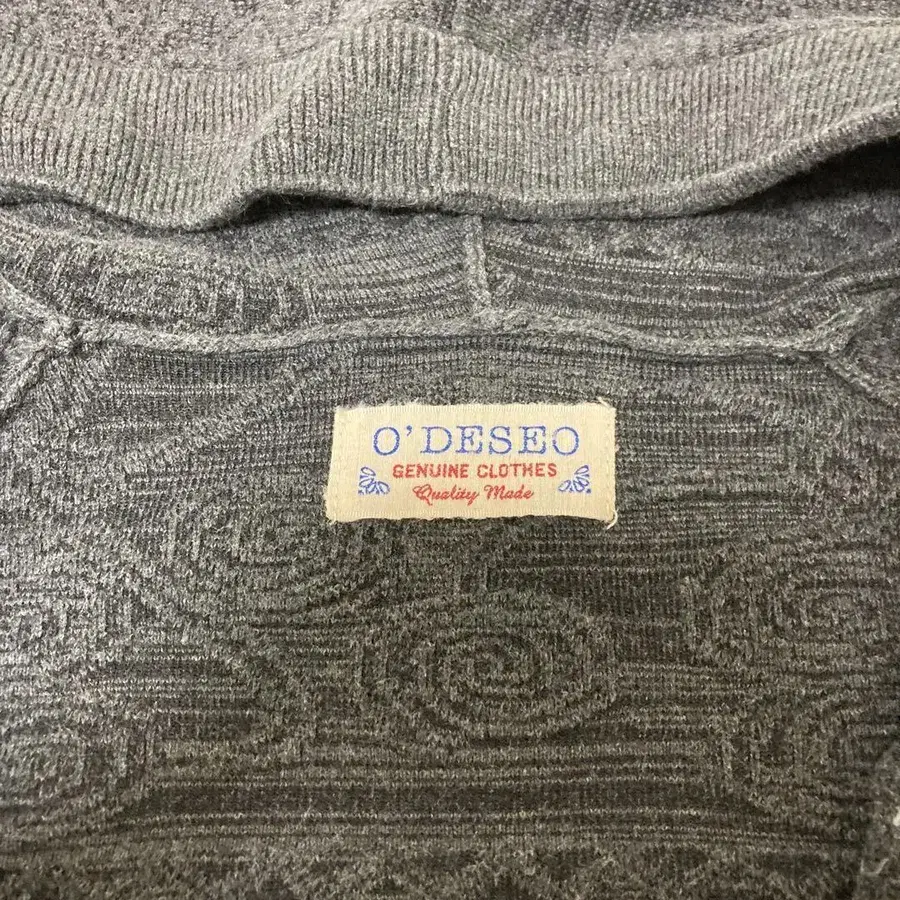 O' DESEO
GENUINE CLOTHES
Quality Made